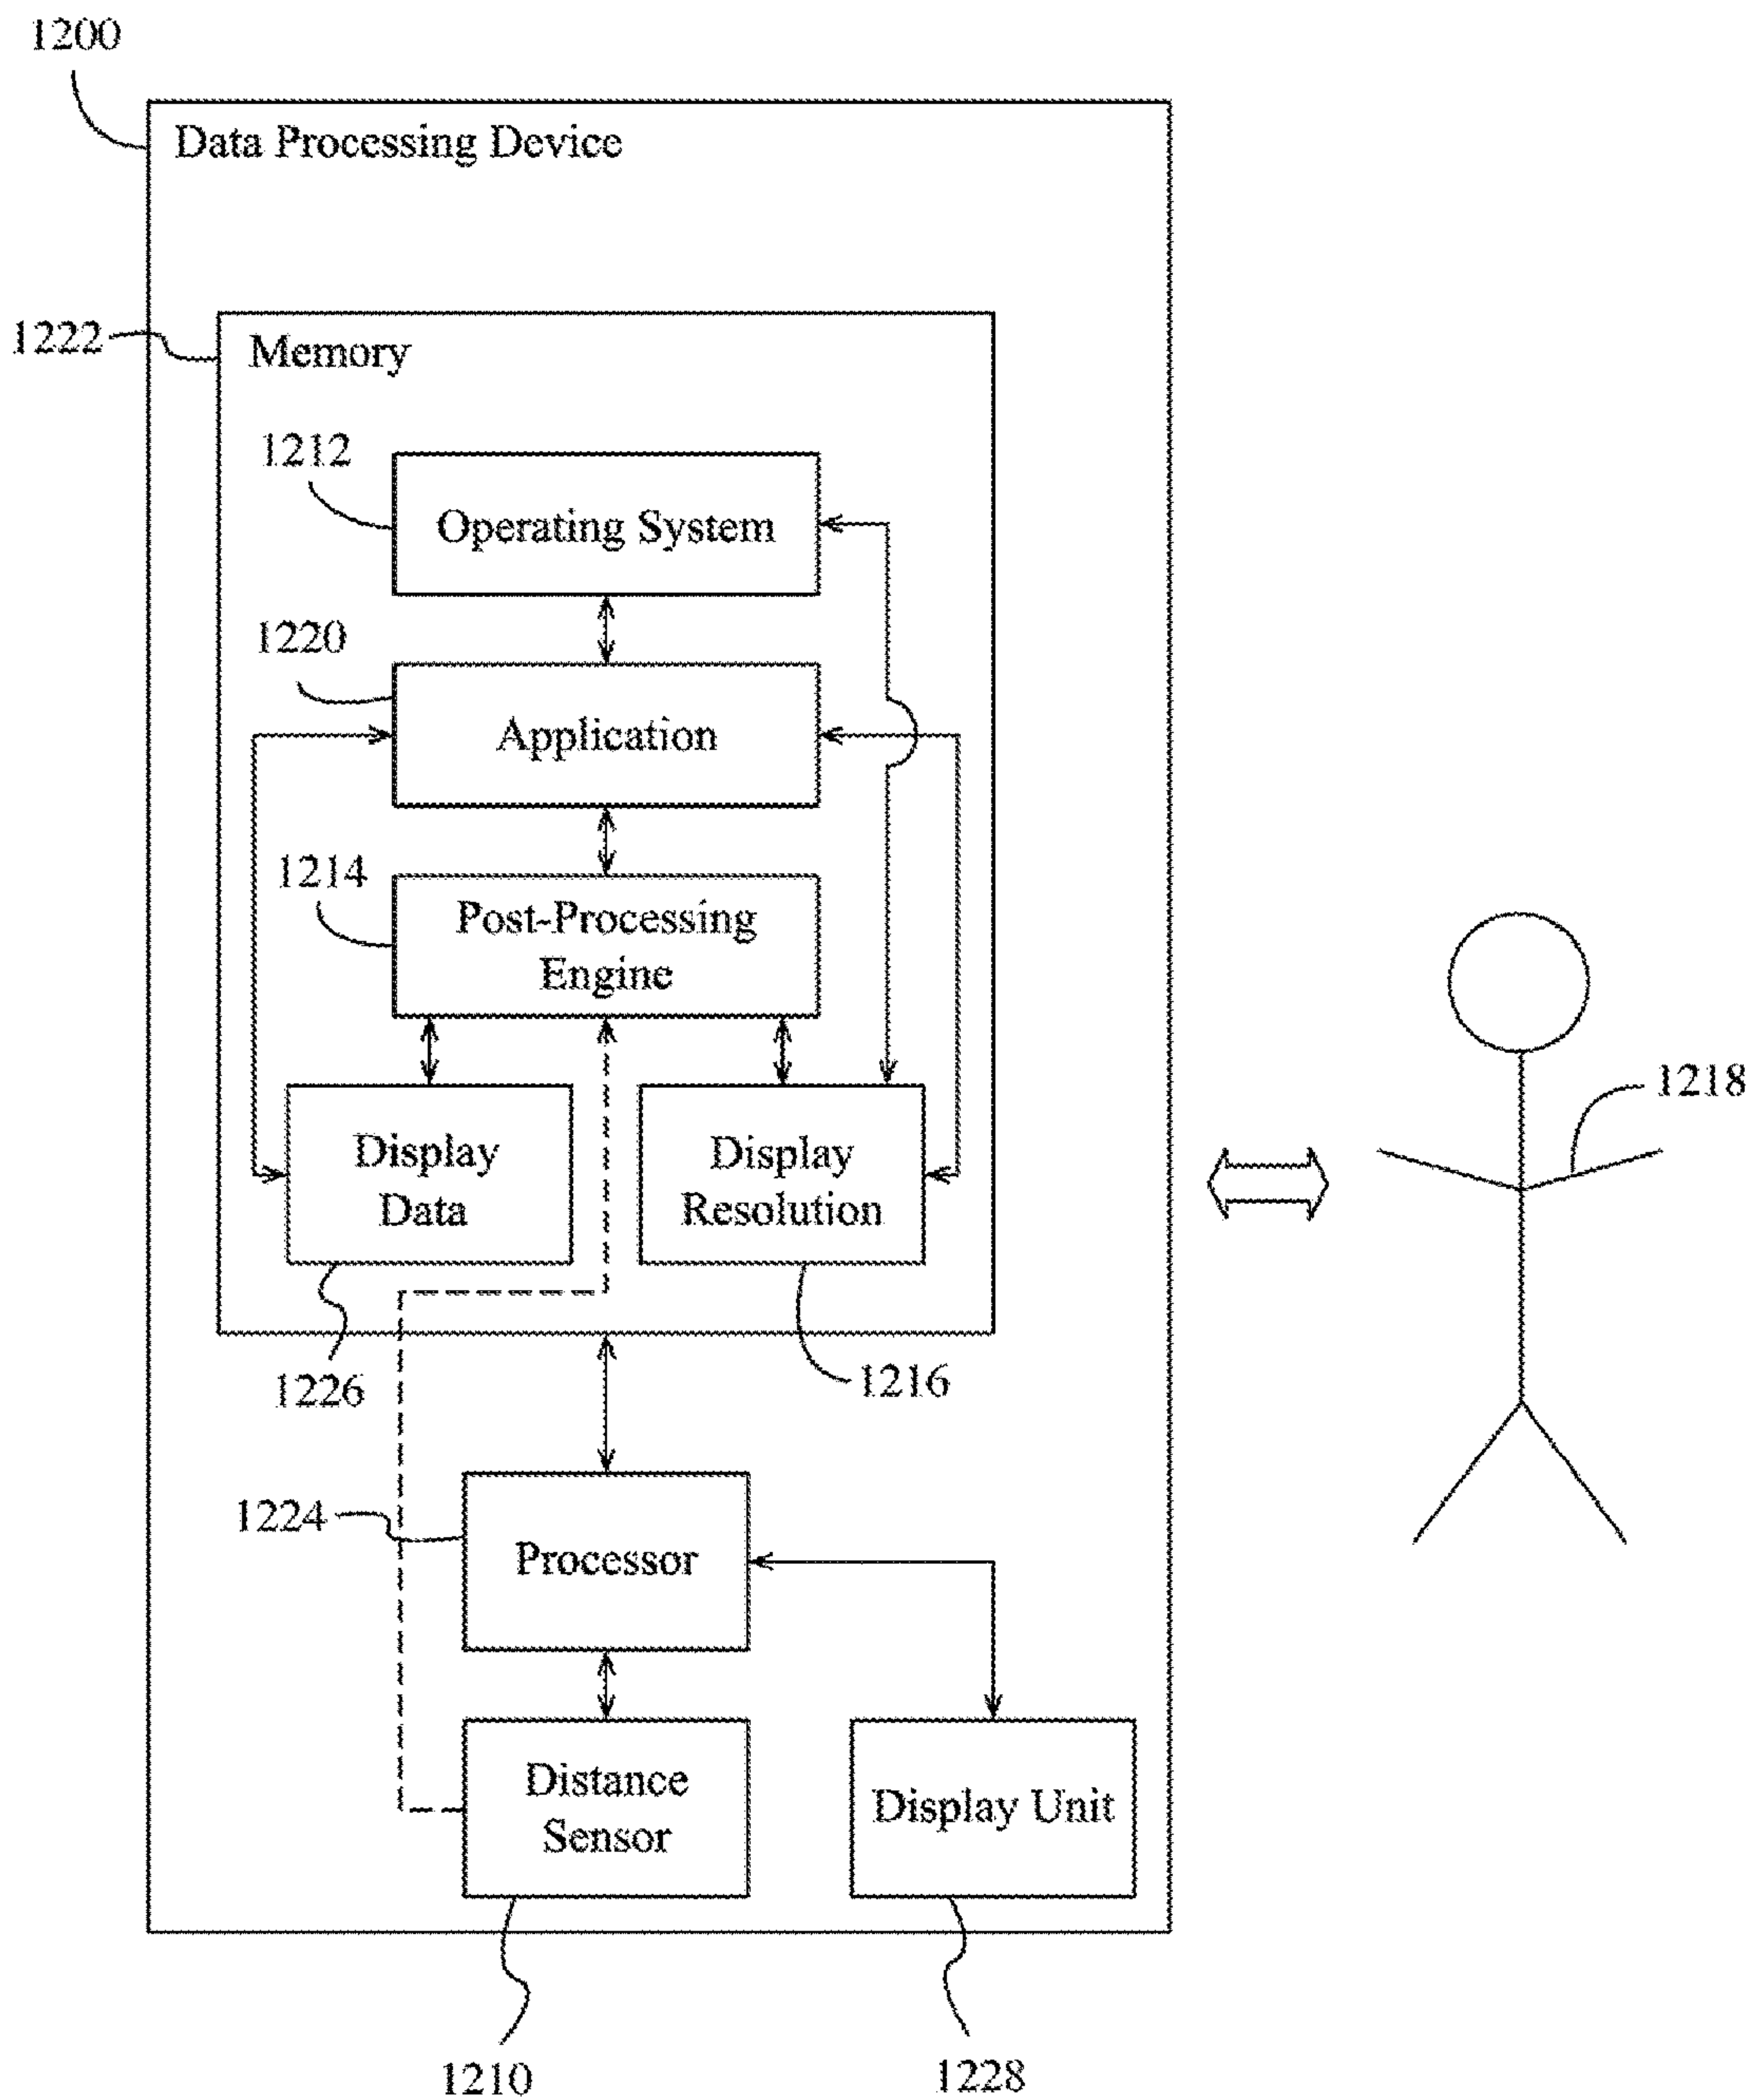 1200
Data Processing Device
1222
Memory
1212
Operating System
1220
Application
1214
Post-Processing
Engine
1218
Display
Data
Display
Resolution
1226
1216
1224
Processor
Distance
Sensor
Display Unit
1210
1228